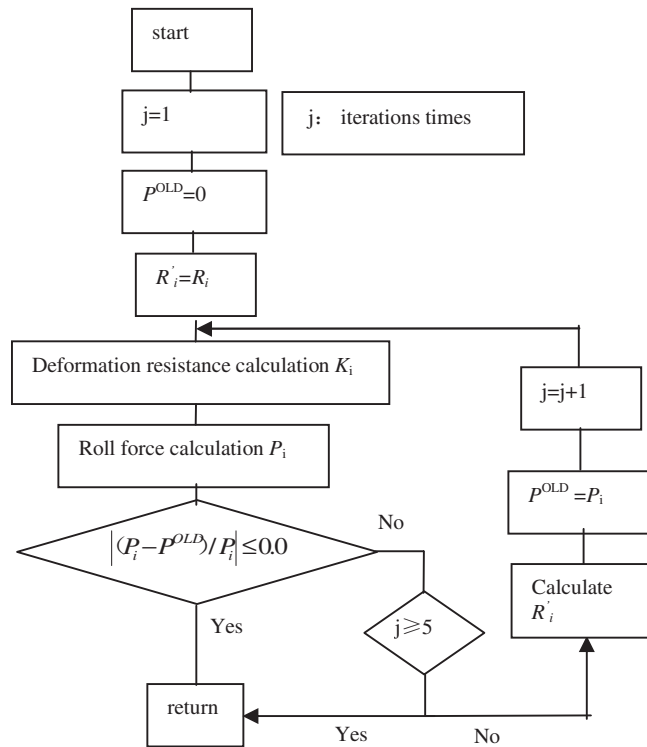 start
j=1
j： iterations times
P^OLD=0
R'_i=R_i
Deformation resistance calculation K_i
j=j+1
Roll force calculation P_i
P^OLD =P_i
No
|(P_i−P^OLD)/P_i|≤0.0
Calculate
R'_i
Yes
j≥5
return
Yes
No